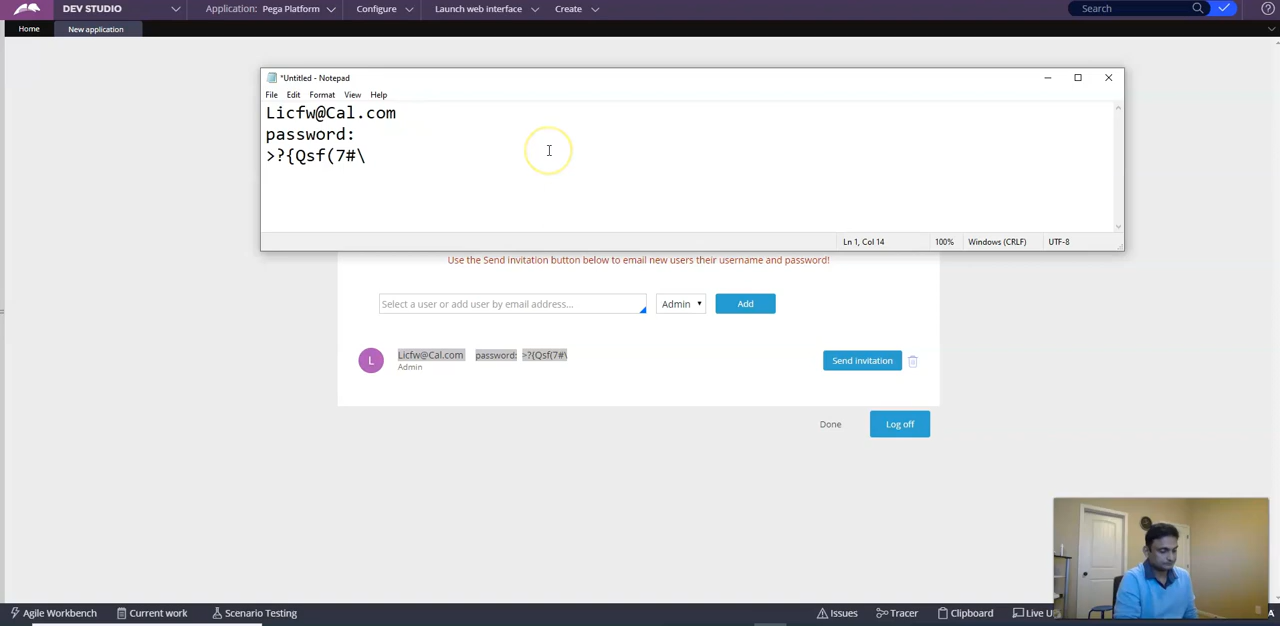 DEV STUDIO
Application: Pega Platform
Configure
Launch web interface
Create
Search
Home
New application
*Untitled - Notepad
File Edit Format View Help
Licfw@Cal.com
password:
>?{Qsf(7#\
Ln 1, Col 14
100%
Windows (CRLF)
UTF-8
Use the Send invitation button below to email new users their username and password!
Select a user or add user by email address...
Admin
Add
L
Licfw@Cal.com password: >?{Qsf(7#\
Admin
Send invitation
Done
Log off
Agile Workbench
Current work
Scenario Testing
Issues
Tracer
Clipboard
Live U
A